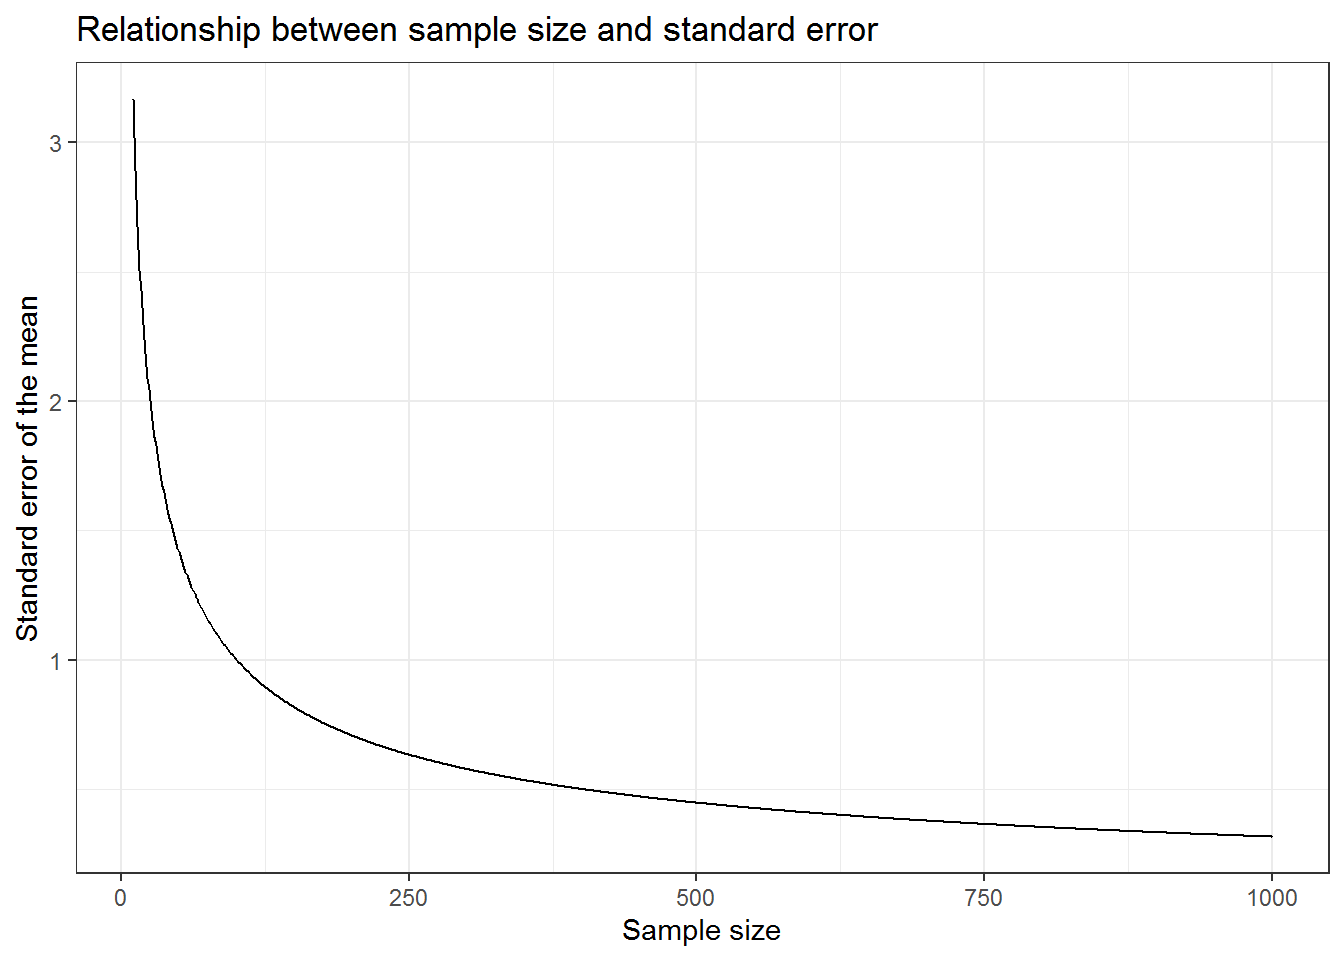 Relationship between sample size and standard error
Standard error of the mean
3
2
1
0 250 500 750 1000
Sample size